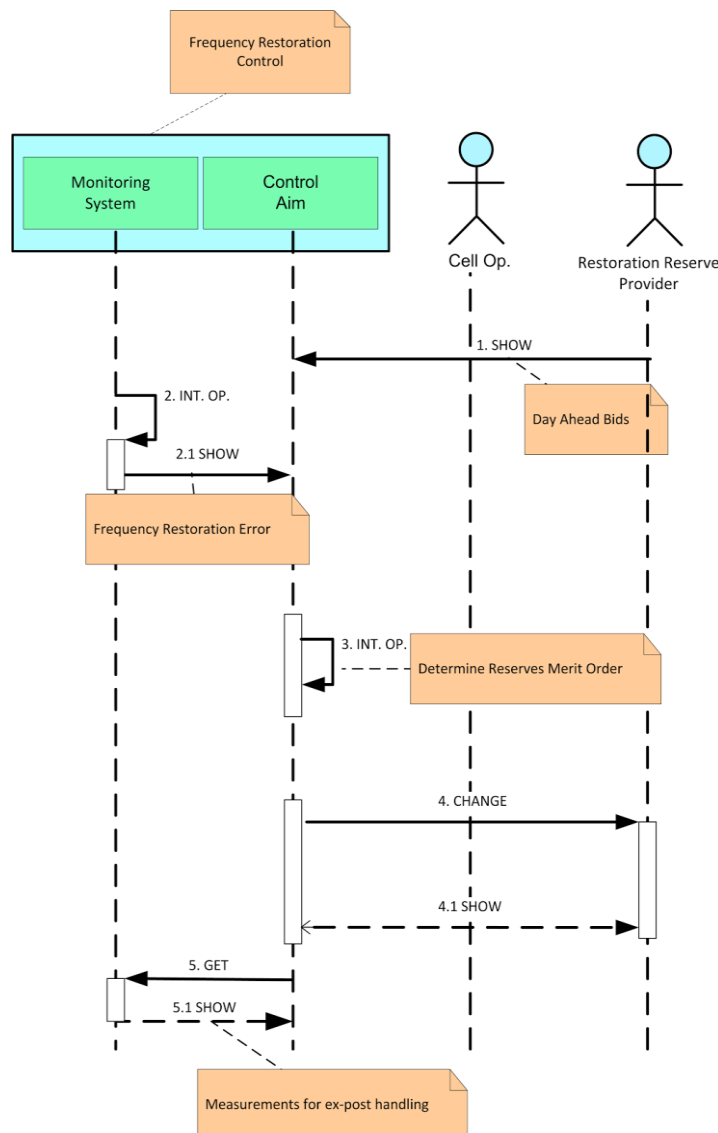 Frequency Restoration
Control
Monitoring
System
Control
Aim
Cell Op.
Restoration Reserve
Provider
1. SHOW
Day Ahead Bids
2. INT. OP.
2.1 SHOW
Frequency Restoration Error
3. INT. OP.
Determine Reserves Merit Order
4. CHANGE
4.1 SHOW
5. GET
5.1 SHOW
Measurements for ex-post handling